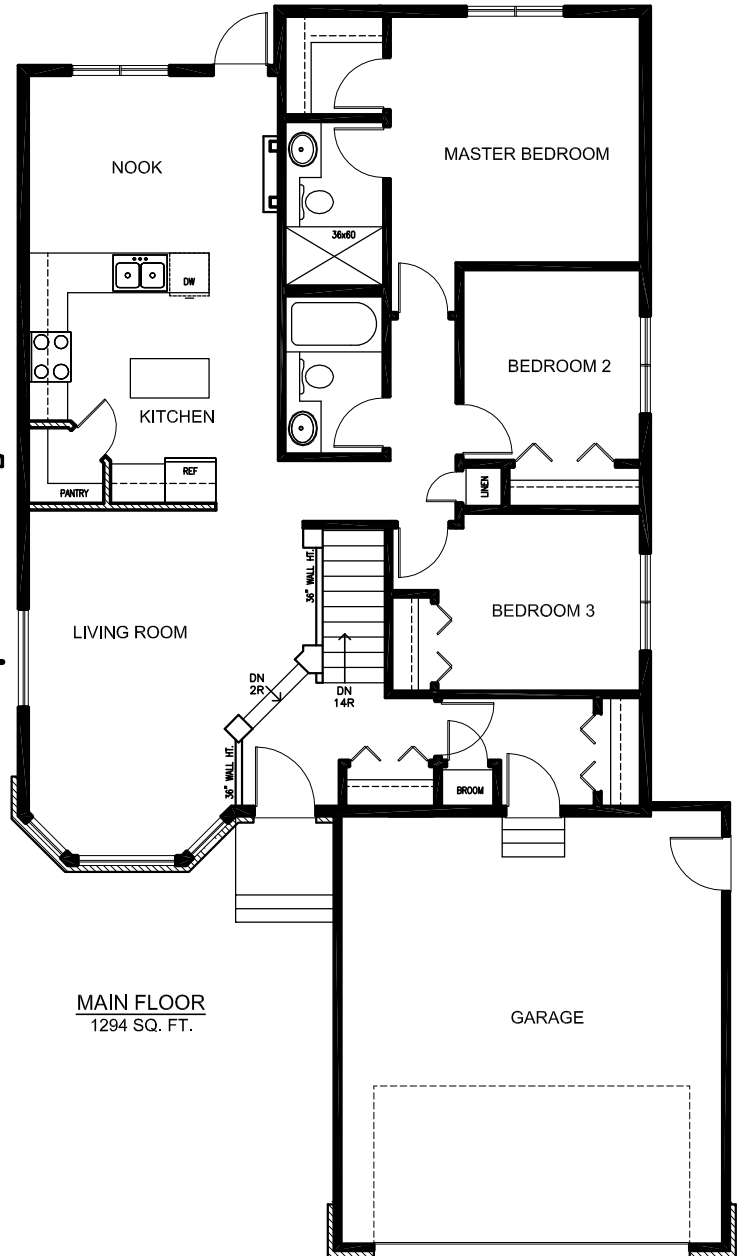 NOOK
MASTER BEDROOM
36x60
DW
BEDROOM 2
KITCHEN
REF
PANTRY
LINEN
36" WALL HT.
BEDROOM 3
LIVING ROOM
DN
2R
DN
14R
36" WALL HT.
BROOM
MAIN FLOOR
1294 SQ. FT.
GARAGE